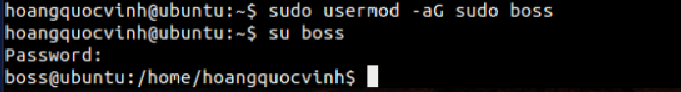 hoangquocvinh@ubuntu:~$ sudo usermod -aG sudo boss
hoangquocvinh@ubuntu:~$ su boss
Password:
boss@ubuntu:/home/hoangquocvinh$